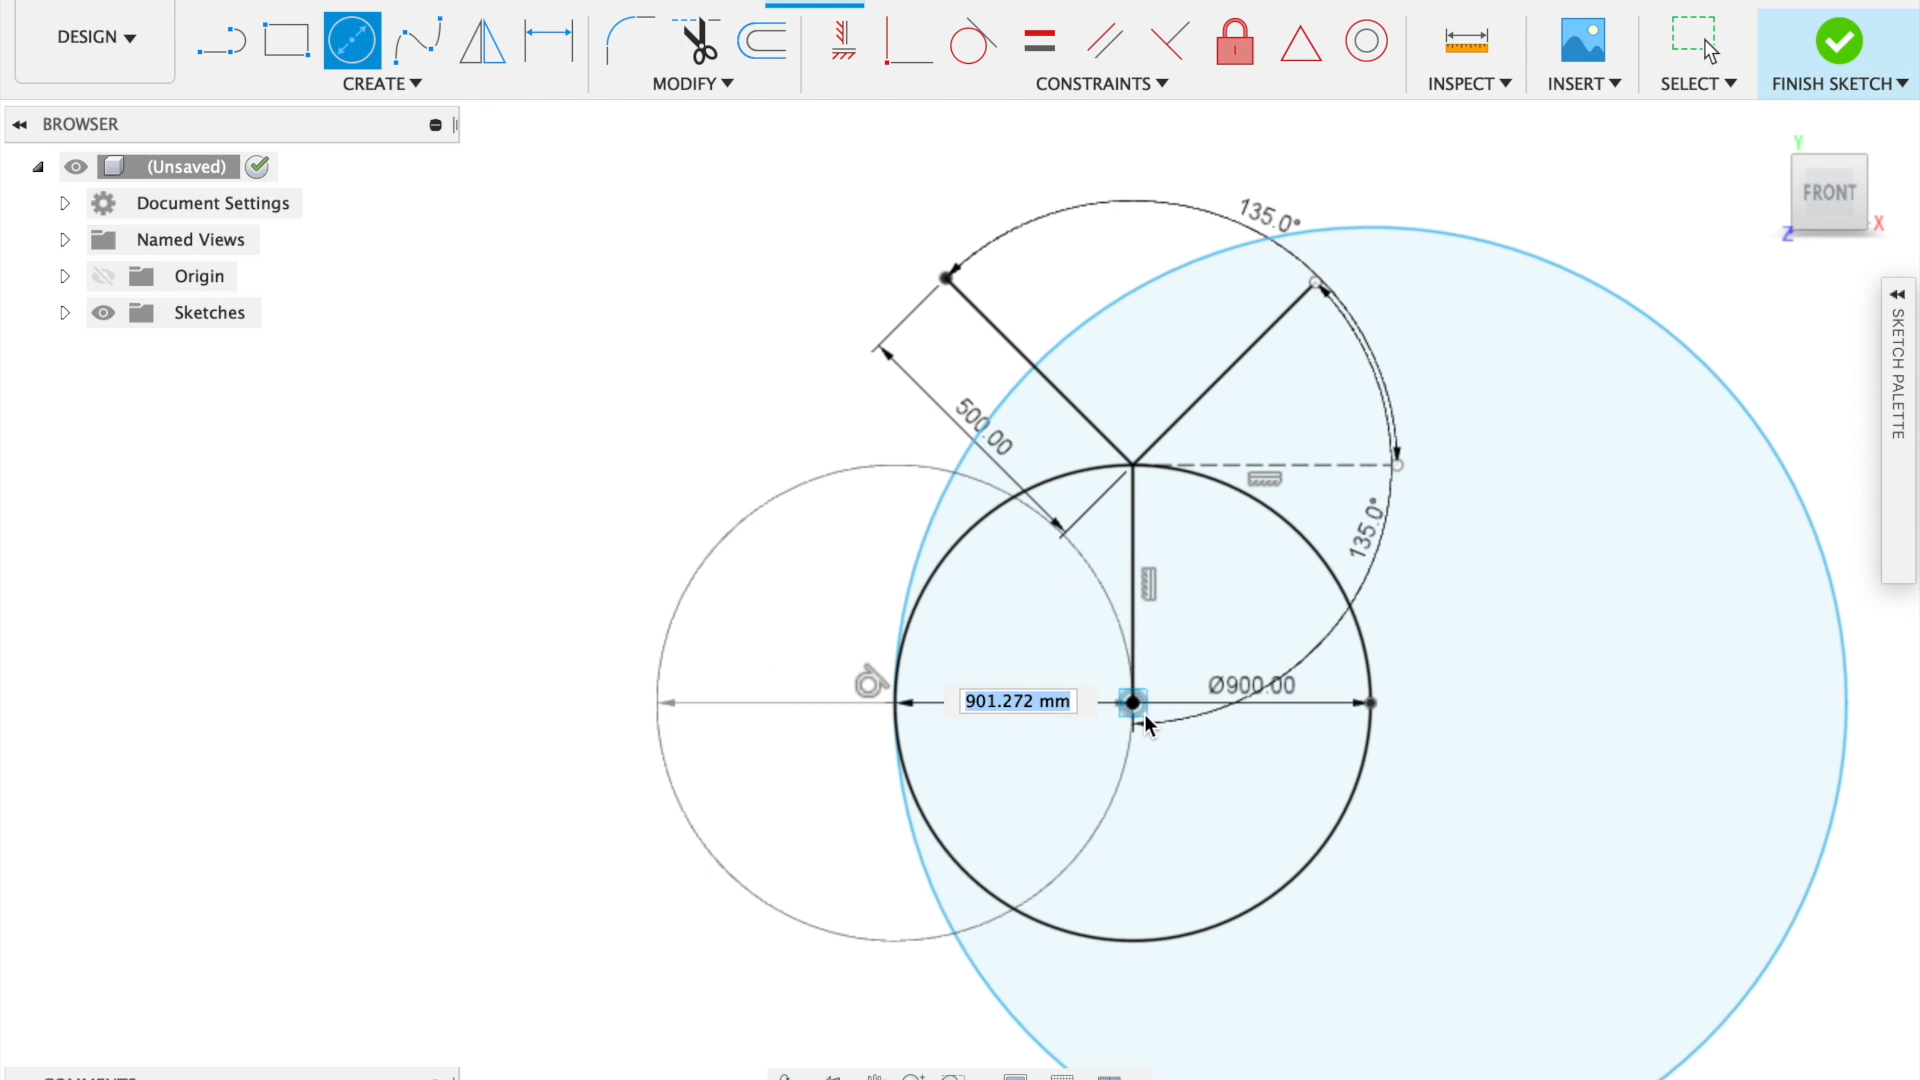 DESIGN
CREATE
MODIFY
CONSTRAINTS
INSPECT
INSERT
SELECT
FINISH SKETCH
BROWSER
(Unsaved)
Document Settings
Named Views
Origin
Sketches
Y
FRONT
X
Z
SKETCH PALETTE
135.0°
500.00
135.0°
Ø900.00
901.272 mm
COMMENTS